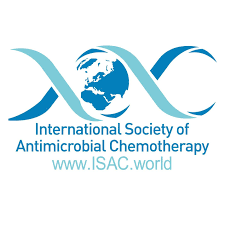 International Society of
Antimicrobial Chemotherapy
www.ISAC.world